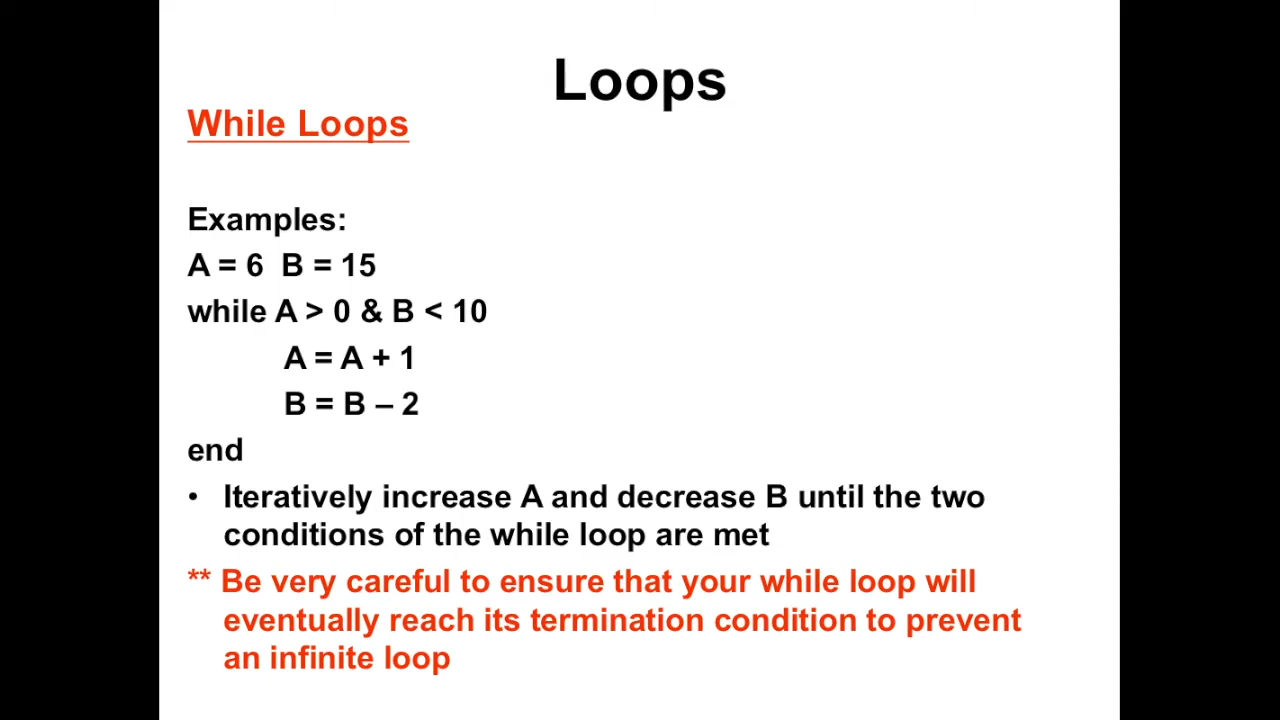 Loops
While Loops
Examples:
A = 6  B = 15
while A > 0 & B < 10
A = A + 1
B = B – 2
end
• Iteratively increase A and decrease B until the two
conditions of the while loop are met
** Be very careful to ensure that your while loop will
eventually reach its termination condition to prevent
an infinite loop